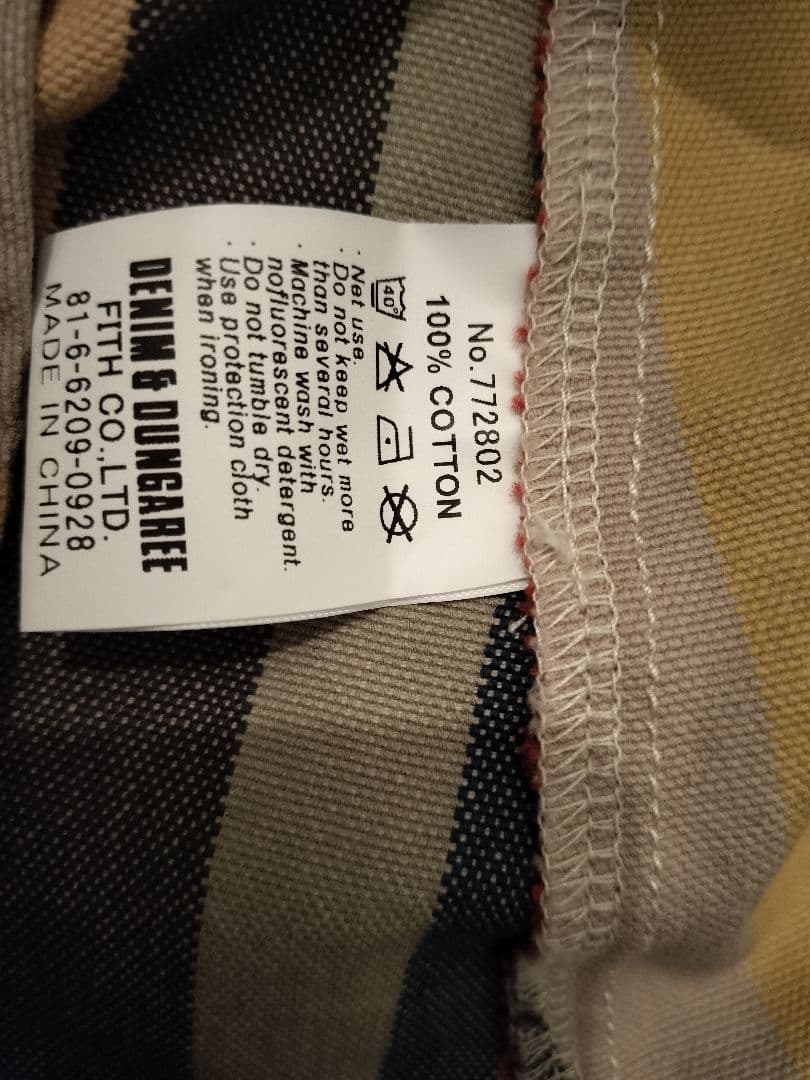 No.772802
100% COTTON
40°
· Net use.
· Do not keep wet more
than several hours.
· Machine wash with
nofluorescent detergent.
· Do not tumble dry.
· Use protection cloth
when ironing.
DENIM & DUNGAREE
FITH CO.,LTD.
81-6-6209-0928
MADE IN CHINA